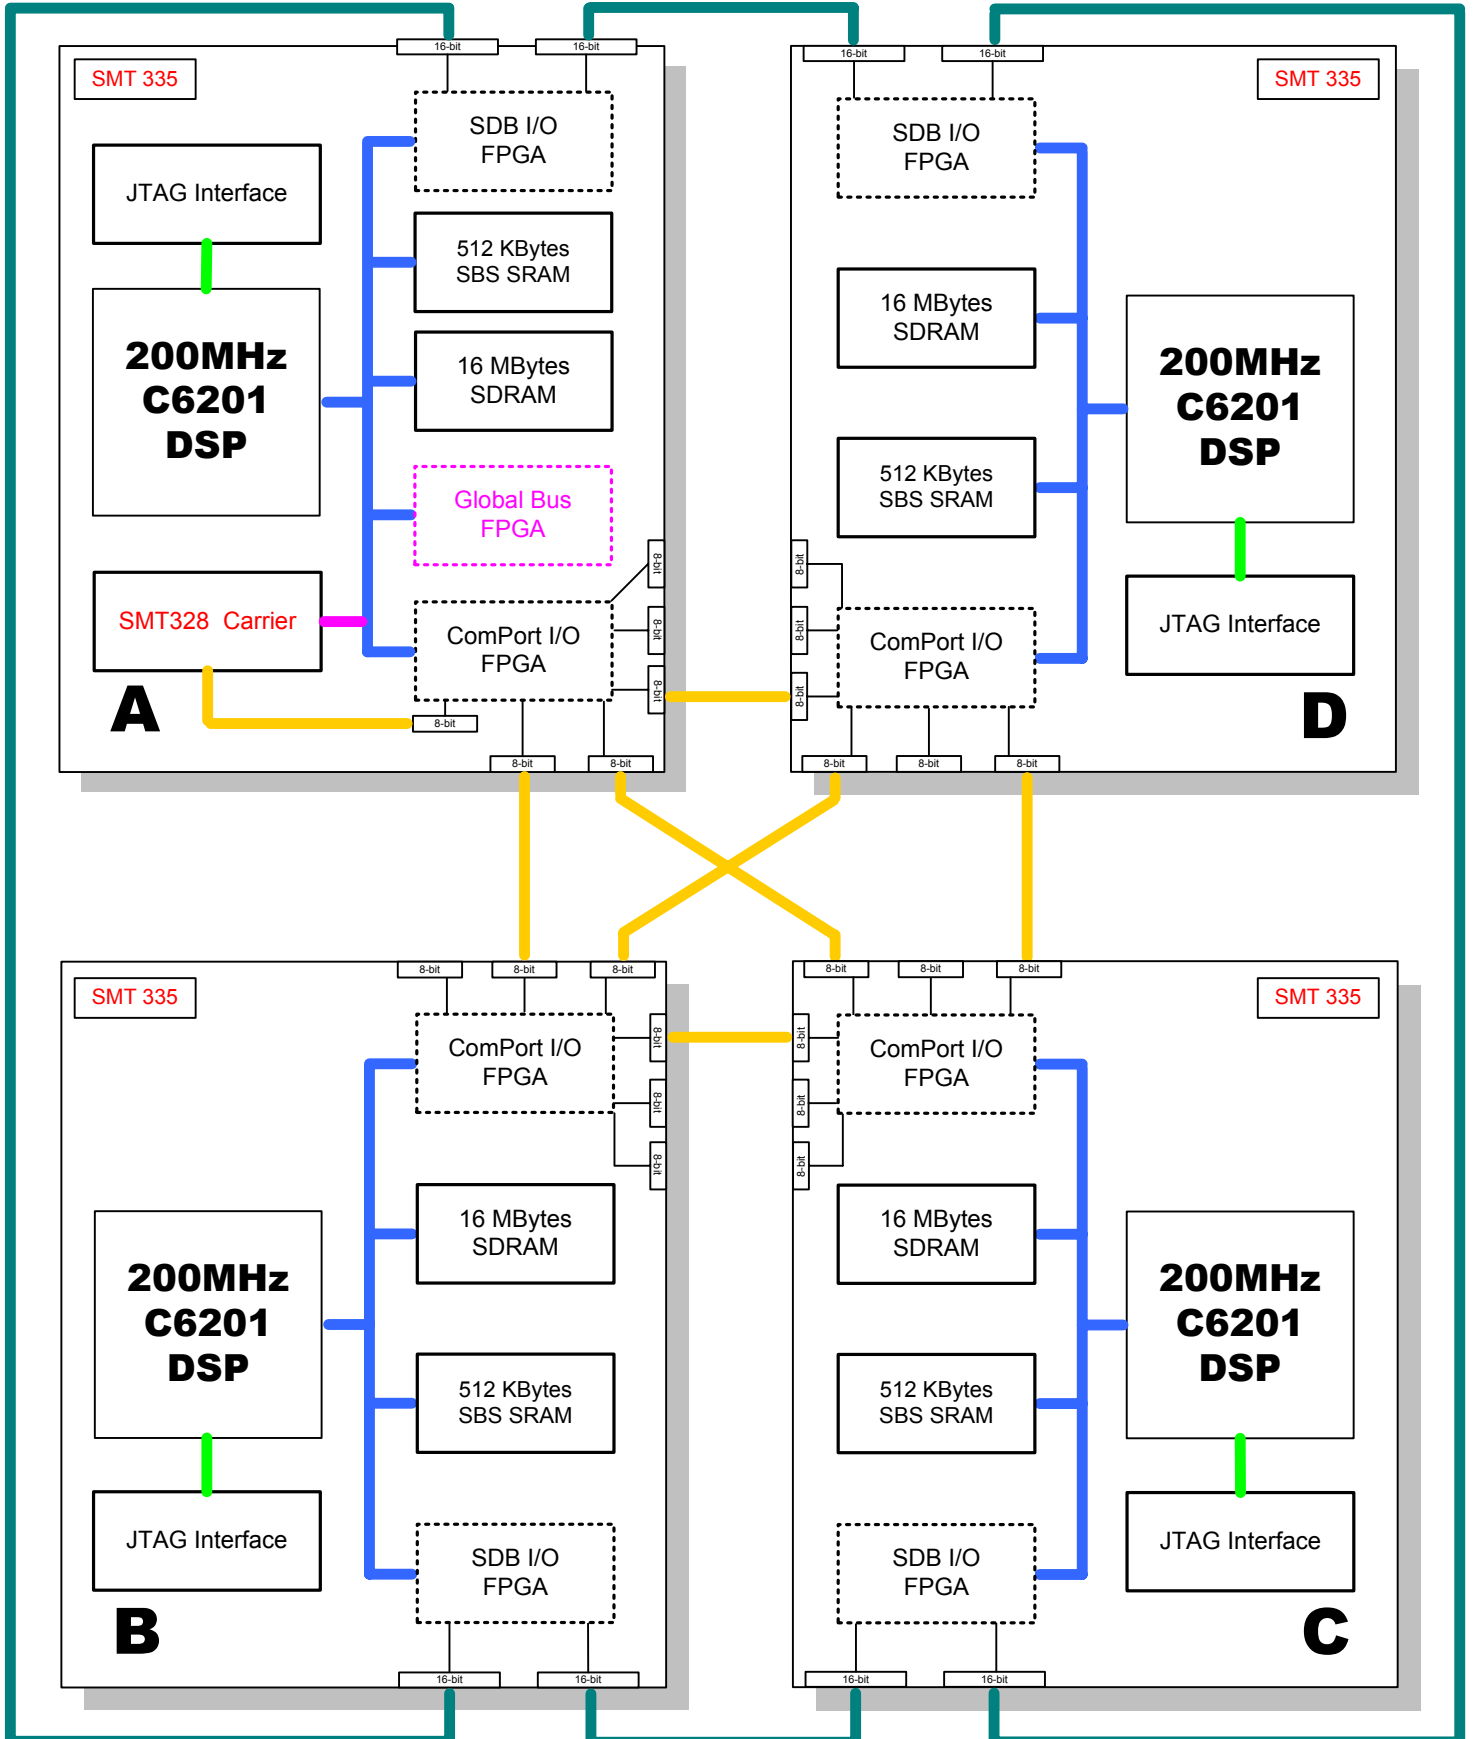 16-bit
16-bit
SMT 335
SDB I/O
FPGA
JTAG Interface
512 KBytes
SBS SRAM
200MHz
C6201
DSP
16 MBytes
SDRAM
Global Bus
FPGA
8-bit
SMT328 Carrier
ComPort I/O
FPGA
8-bit
8-bit
A
8-bit
8-bit
8-bit
16-bit
16-bit
SMT 335
SDB I/O
FPGA
16 MBytes
SDRAM
200MHz
C6201
DSP
512 KBytes
SBS SRAM
8-bit
8-bit
ComPort I/O
FPGA
JTAG Interface
8-bit
D
8-bit
8-bit
8-bit
8-bit
8-bit
8-bit
SMT 335
ComPort I/O
FPGA
8-bit
8-bit
8-bit
16 MBytes
SDRAM
200MHz
C6201
DSP
512 KBytes
SBS SRAM
JTAG Interface
SDB I/O
FPGA
B
16-bit
16-bit
8-bit
8-bit
8-bit
SMT 335
8-bit
ComPort I/O
FPGA
8-bit
8-bit
16 MBytes
SDRAM
200MHz
C6201
DSP
512 KBytes
SBS SRAM
JTAG Interface
SDB I/O
FPGA
C
16-bit
16-bit